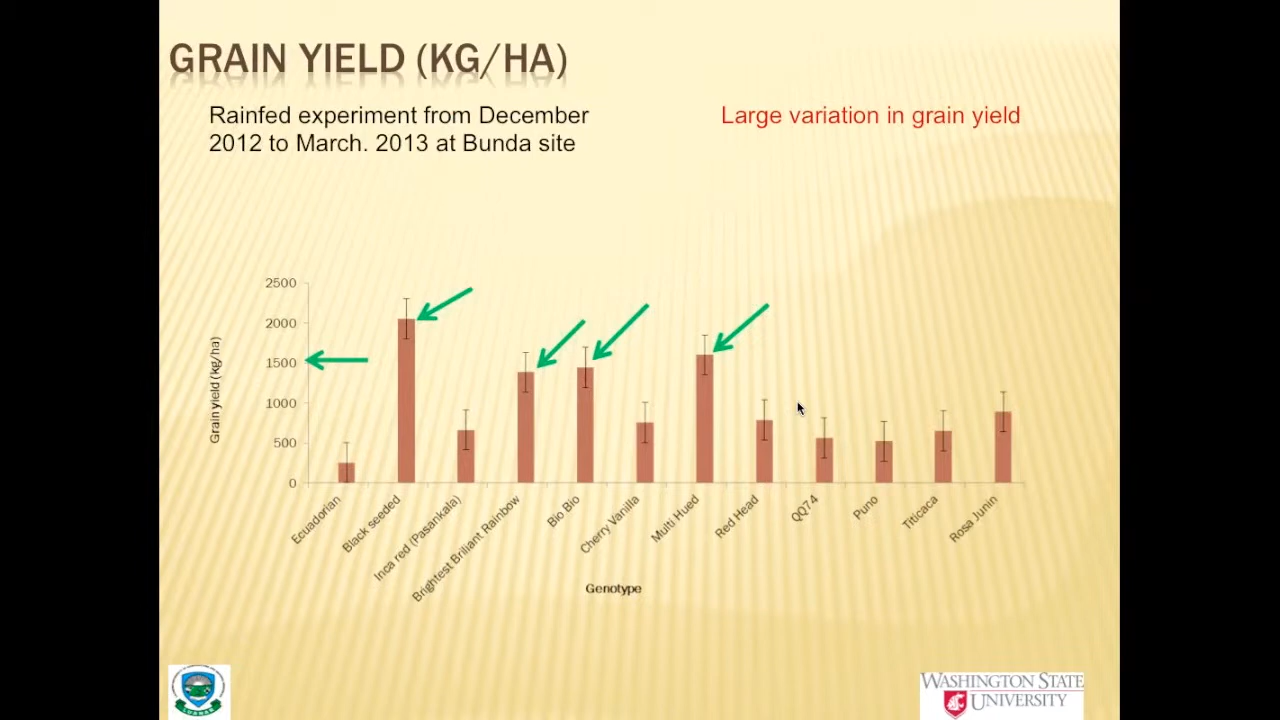 GRAIN YIELD (KG/HA)
Rainfed experiment from December
2012 to March. 2013 at Bunda site
Large variation in grain yield
2500
2000
1500
1000
500
0
Grain yield (kg/ha)
Ecuadorian
Black seeded
Inca red (Pasankala)
Brightest Briliant Rainbow
Bio Bio
Cherry Vanilla
Multi Hued
Red Head
QQ74
Puno
Titicaca
Rosa Junin
Genotype
WASHINGTON STATE
UNIVERSITY